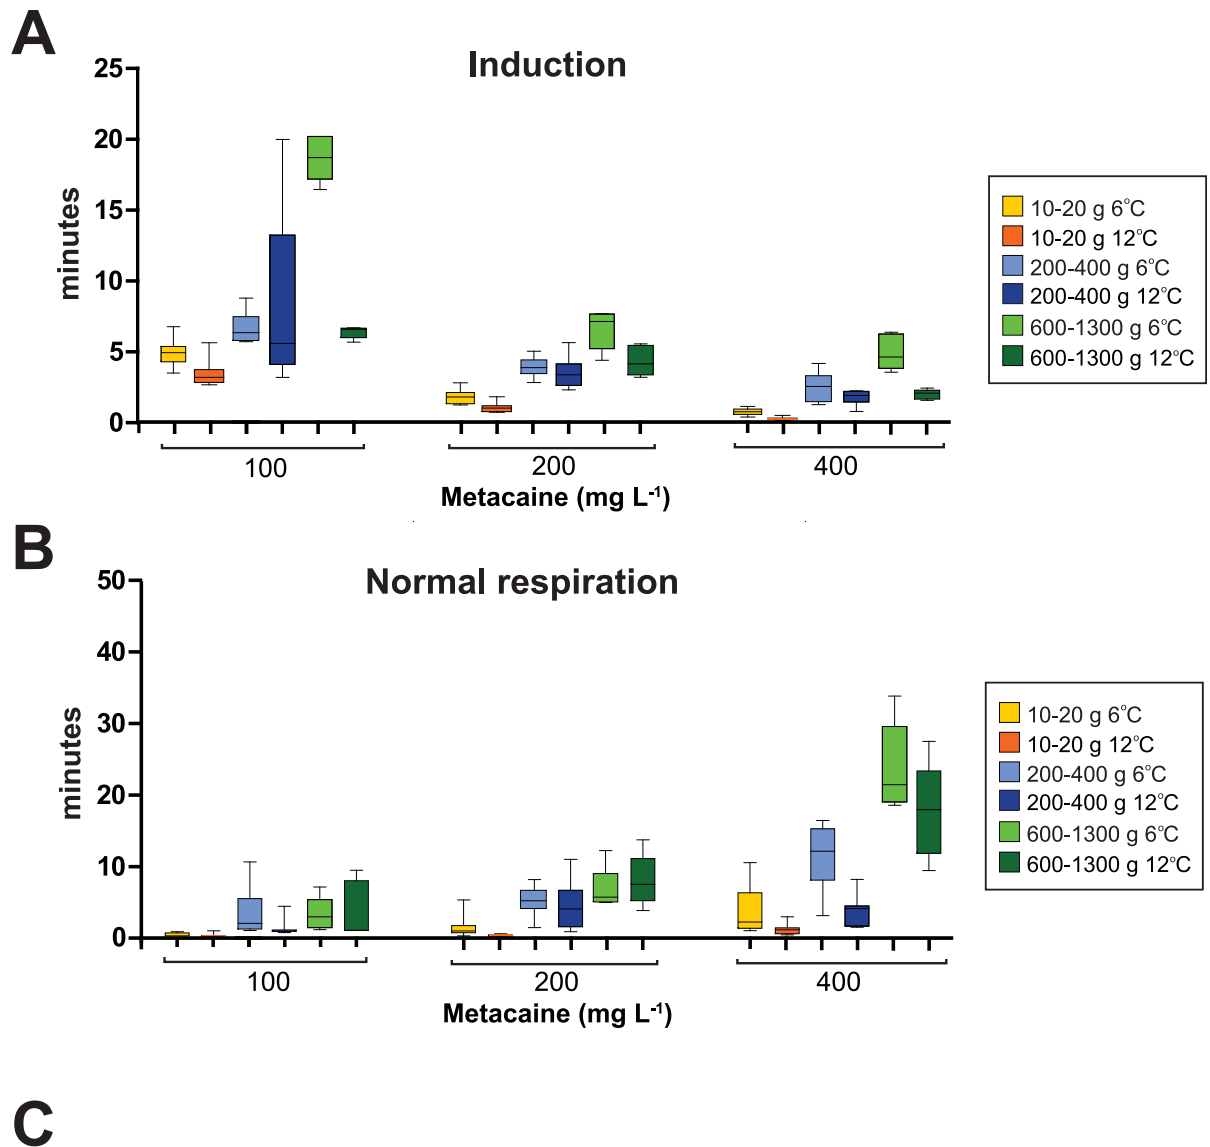 A
Induction
25
20
15
10
5
0
minutes
100
200
400
Metacaine (mg L⁻¹)
10-20 g 6°C
10-20 g 12°C
200-400 g 6°C
200-400 g 12°C
600-1300 g 6°C
600-1300 g 12°C
B
Normal respiration
50
40
30
20
10
0
minutes
100
200
400
Metacaine (mg L⁻¹)
10-20 g 6°C
10-20 g 12°C
200-400 g 6°C
200-400 g 12°C
600-1300 g 6°C
600-1300 g 12°C
C